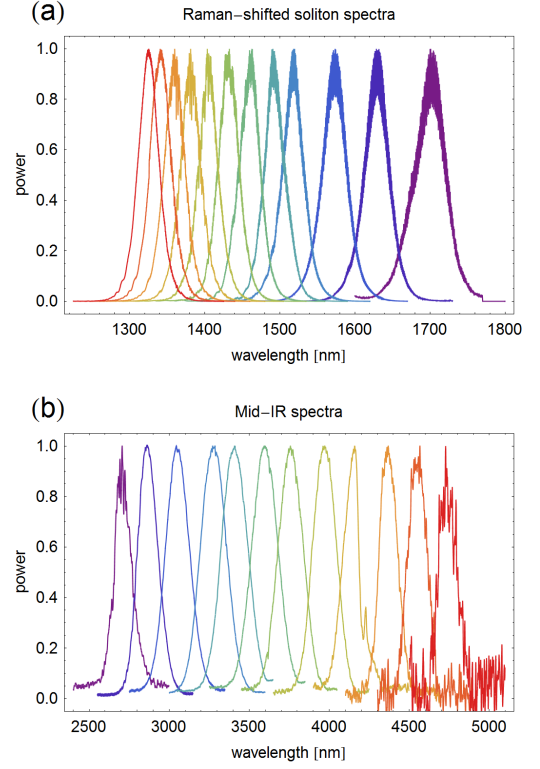 (a)
Raman−shifted soliton spectra
1.0
0.8
0.6
0.4
0.2
0.0
power
1300 1400 1500 1600 1700 1800
wavelength [nm]
(b)
Mid−IR spectra
1.0
0.8
0.6
0.4
0.2
0.0
power
2500 3000 3500 4000 4500 5000
wavelength [nm]